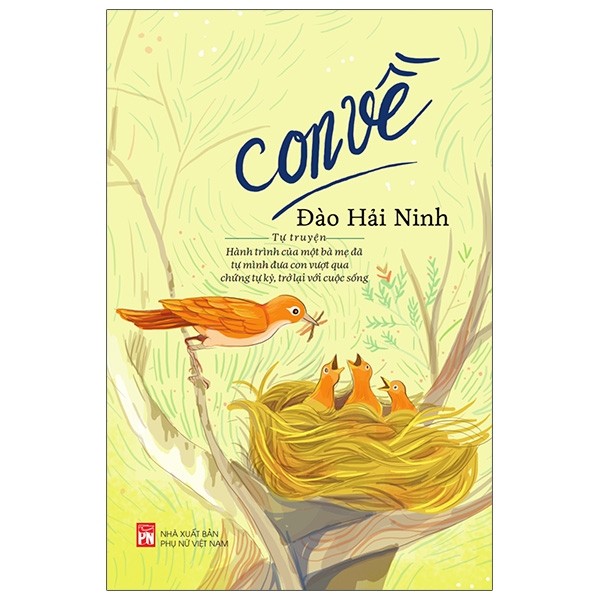 con về
Đào Hải Ninh
Tự truyện
Hành trình của một bà mẹ đã
tự mình đưa con vượt qua
chứng tự kỷ, trở lại với cuộc sống
PN
NHÀ XUẤT BẢN
PHỤ NỮ VIỆT NAM